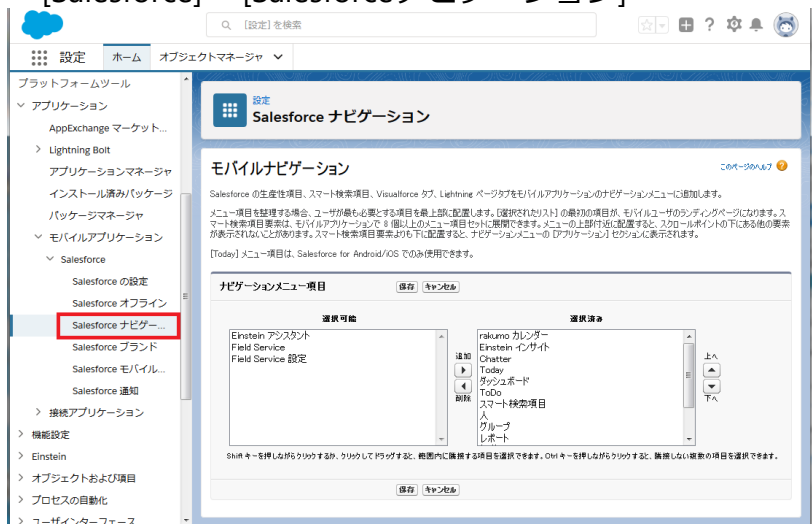 [Salesforce] - [Salesforceナビゲーション]
[設定] を検索
設定
ホーム
オブジェクトマネージャ
プラットフォームツール
アプリケーション
AppExchange マーケット...
Lightning Bolt
アプリケーションマネージャ
インストール済みパッケージ
パッケージマネージャ
モバイルアプリケーション
Salesforce
Salesforce の設定
Salesforce オフライン
Salesforce ナビゲー...
Salesforce ブランド
Salesforce モバイル...
Salesforce 通知
接続アプリケーション
機能設定
Einstein
オブジェクトおよび項目
プロセスの自動化
ユーザインターフェース
設定
Salesforce ナビゲーション
モバイルナビゲーション
このページのヘルプ
Salesforce の生産性項目、スマート検索項目、Visualforce タブ、Lightning ページタブをモバイルアプリケーションのナビゲーションメニューに追加します。
メニュー項目を整理する場合、ユーザが最も必要とする項目を最上部に配置します。[選択されたリスト] の最初の項目が、モバイルユーザのランディングページになります。ス
マート検索項目要素は、モバイルアプリケーションで 8 個以上のメニュー項目セットに展開できます。メニューの上部付近に配置すると、スクロールポイントの下にある他の要素
が表示されないことがあります。スマート検索項目要素よりも下に配置すると、ナビゲーションメニューの [アプリケーション] セクションに表示されます。
[Today] メニュー項目は、Salesforce for Android/iOS でのみ使用できます。
ナビゲーションメニュー項目
保存
キャンセル
選択可能
選択済み
Einstein アシスタント
Field Service
Field Service 設定
追加
削除
rakumo カレンダー
Einstein インサイト
Chatter
Today
ダッシュボード
ToDo
スマート検索項目
人
グループ
レポート
上へ
下へ
Shift キーを押しながらクリックするか、クリックしてドラッグすると、範囲内に隣接する項目を選択できます。Ctrl キーを押しながらクリックすると、隣接しない複数の項目を選択できます。
保存
キャンセル